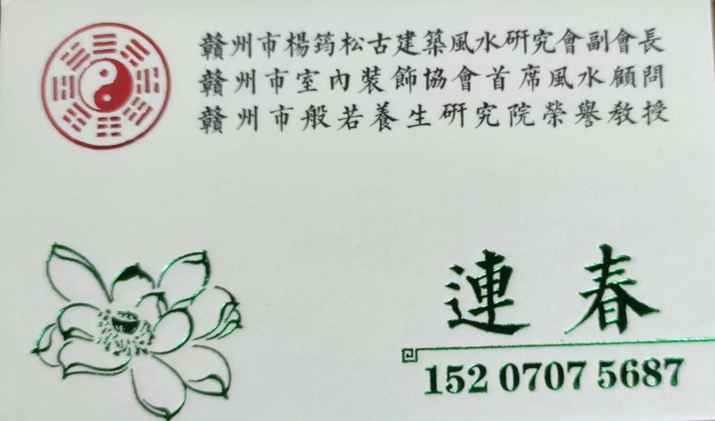 贛州市楊筠松古建築風水研究會副會長
贛州市室內裝飾協會首席風水顧問
贛州市般若養生研究院榮譽教授
連春
152 0707 5687